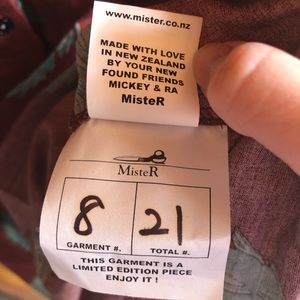 www.mister.co.nz
MADE WITH LOVE
IN NEW ZEALAND
BY YOUR NEW
FOUND FRIENDS
MICKEY & RA
MisteR
MisteR
8 21
GARMENT #. TOTAL #.
THIS GARMENT IS A
LIMITED EDITION PIECE
ENJOY IT !